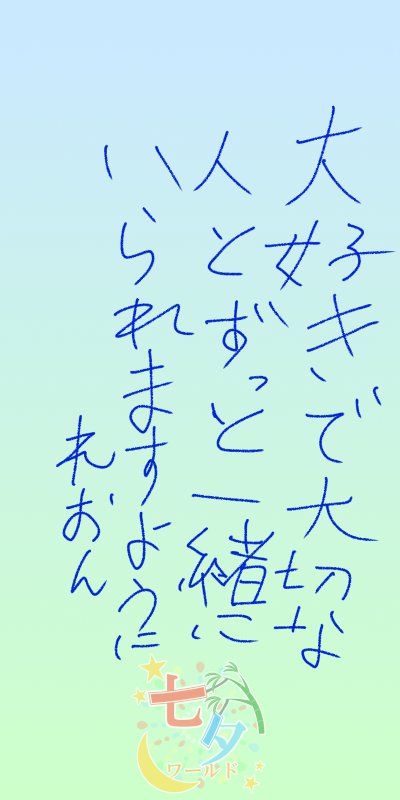 大好きで大切な
人とずっと一緒に
いられますように
れおん
七夕
ワールド